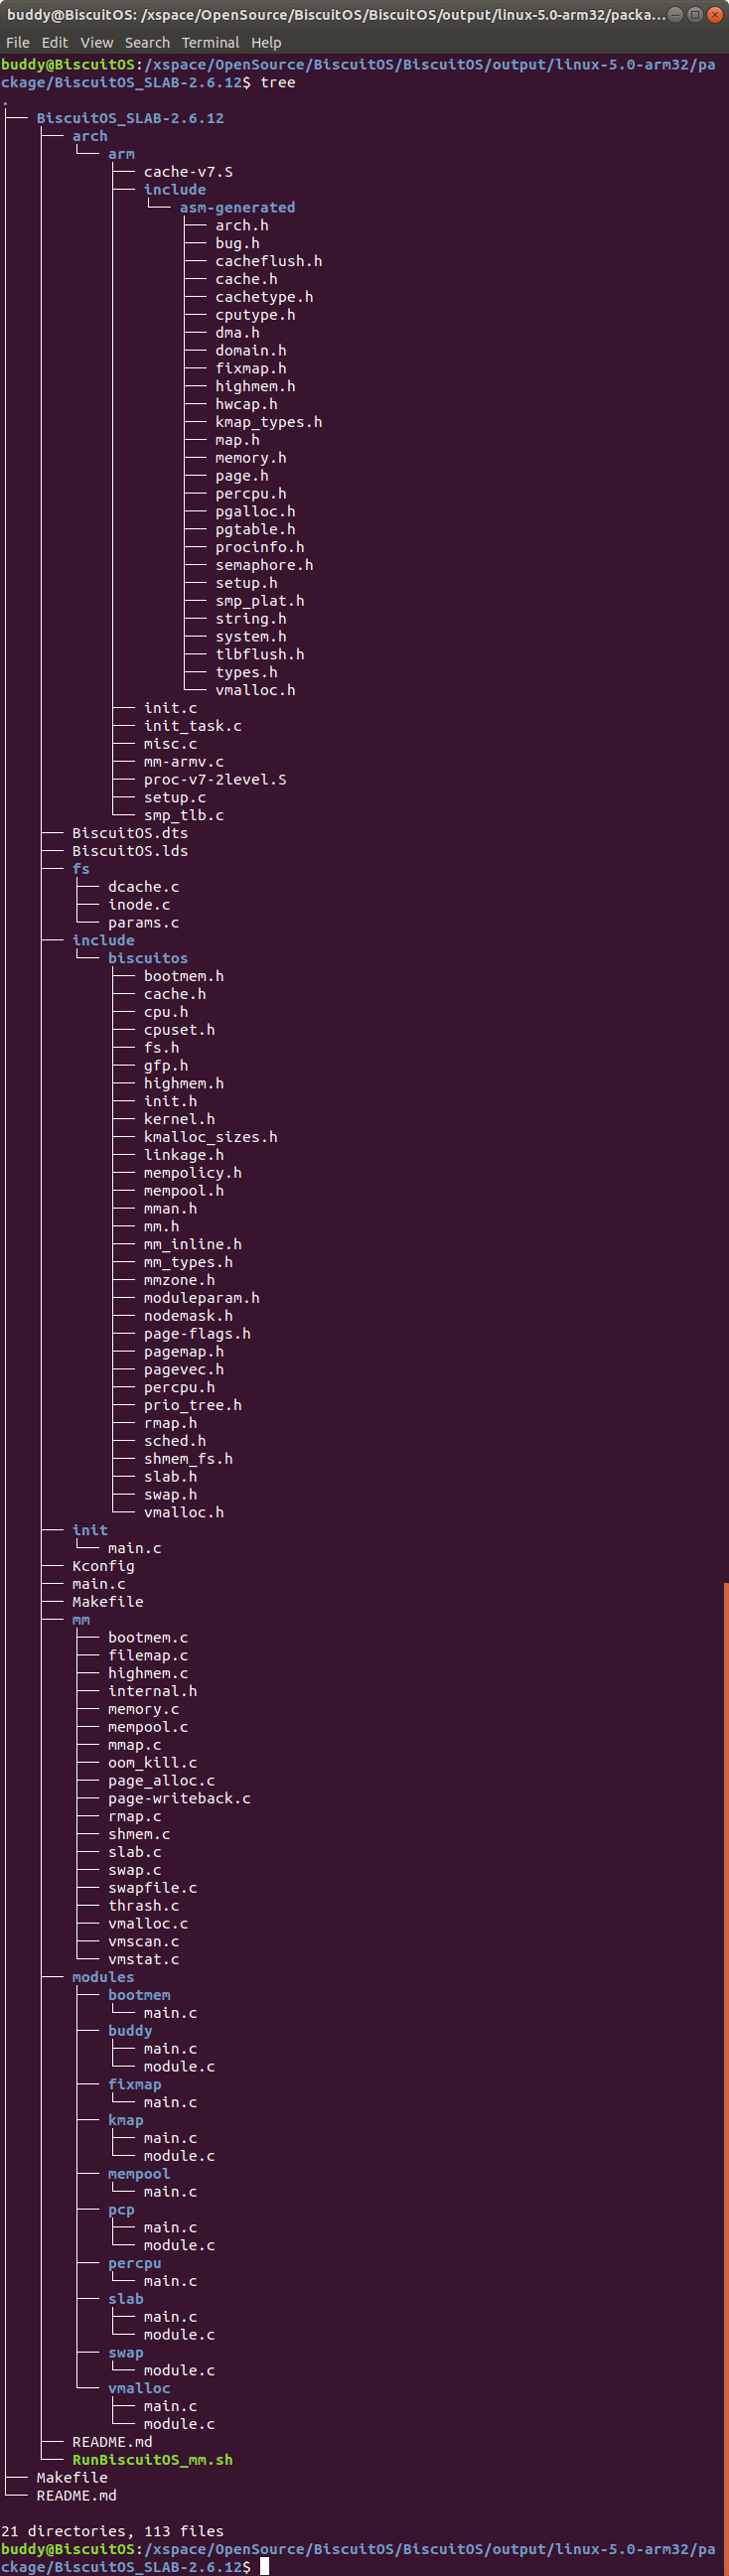 buddy@BiscuitOS: /xspace/OpenSource/BiscuitOS/BiscuitOS/output/linux-5.0-arm32/packa...
File Edit View Search Terminal Help
buddy@BiscuitOS:/xspace/OpenSource/BiscuitOS/BiscuitOS/output/linux-5.0-arm32/pa
ckage/BiscuitOS_SLAB-2.6.12$ tree
.
├── BiscuitOS_SLAB-2.6.12
│   ├── arch
│   │   └── arm
│   │       ├── cache-v7.S
│   │       ├── include
│   │       │   └── asm-generated
│   │       │       ├── arch.h
│   │       │       ├── bug.h
│   │       │       ├── cacheflush.h
│   │       │       ├── cache.h
│   │       │       ├── cachetype.h
│   │       │       ├── cputype.h
│   │       │       ├── dma.h
│   │       │       ├── domain.h
│   │       │       ├── fixmap.h
│   │       │       ├── highmem.h
│   │       │       ├── hwcap.h
│   │       │       ├── kmap_types.h
│   │       │       ├── map.h
│   │       │       ├── memory.h
│   │       │       ├── page.h
│   │       │       ├── percpu.h
│   │       │       ├── pgalloc.h
│   │       │       ├── pgtable.h
│   │       │       ├── procinfo.h
│   │       │       ├── semaphore.h
│   │       │       ├── setup.h
│   │       │       ├── smp_plat.h
│   │       │       ├── string.h
│   │       │       ├── system.h
│   │       │       ├── tlbflush.h
│   │       │       ├── types.h
│   │       │       └── vmalloc.h
│   │       ├── init.c
│   │       ├── init_task.c
│   │       ├── misc.c
│   │       ├── mm-armv.c
│   │       ├── proc-v7-2level.S
│   │       ├── setup.c
│   │       └── smp_tlb.c
│   ├── BiscuitOS.dts
│   ├── BiscuitOS.lds
│   ├── fs
│   │   ├── dcache.c
│   │   ├── inode.c
│   │   └── params.c
│   ├── include
│   │   └── biscuitos
│   │       ├── bootmem.h
│   │       ├── cache.h
│   │       ├── cpu.h
│   │       ├── cpuset.h
│   │       ├── fs.h
│   │       ├── gfp.h
│   │       ├── highmem.h
│   │       ├── init.h
│   │       ├── kernel.h
│   │       ├── kmalloc_sizes.h
│   │       ├── linkage.h
│   │       ├── mempolicy.h
│   │       ├── mempool.h
│   │       ├── mman.h
│   │       ├── mm.h
│   │       ├── mm_inline.h
│   │       ├── mm_types.h
│   │       ├── mmzone.h
│   │       ├── moduleparam.h
│   │       ├── nodemask.h
│   │       ├── page-flags.h
│   │       ├── pagemap.h
│   │       ├── pagevec.h
│   │       ├── percpu.h
│   │       ├── prio_tree.h
│   │       ├── rmap.h
│   │       ├── sched.h
│   │       ├── shmem_fs.h
│   │       ├── slab.h
│   │       ├── swap.h
│   │       └── vmalloc.h
│   ├── init
│   │   └── main.c
│   ├── Kconfig
│   ├── main.c
│   ├── Makefile
│   ├── mm
│   │   ├── bootmem.c
│   │   ├── filemap.c
│   │   ├── highmem.c
│   │   ├── internal.h
│   │   ├── memory.c
│   │   ├── mempool.c
│   │   ├── mmap.c
│   │   ├── oom_kill.c
│   │   ├── page_alloc.c
│   │   ├── page-writeback.c
│   │   ├── rmap.c
│   │   ├── shmem.c
│   │   ├── slab.c
│   │   ├── swap.c
│   │   ├── swapfile.c
│   │   ├── thrash.c
│   │   ├── vmalloc.c
│   │   ├── vmscan.c
│   │   └── vmstat.c
│   ├── modules
│   │   ├── bootmem
│   │   │   └── main.c
│   │   ├── buddy
│   │   │   ├── main.c
│   │   │   └── module.c
│   │   ├── fixmap
│   │   │   └── main.c
│   │   ├── kmap
│   │   │   ├── main.c
│   │   │   └── module.c
│   │   ├── mempool
│   │   │   └── main.c
│   │   ├── pcp
│   │   │   ├── main.c
│   │   │   └── module.c
│   │   ├── percpu
│   │   │   └── main.c
│   │   ├── slab
│   │   │   ├── main.c
│   │   │   └── module.c
│   │   ├── swap
│   │   │   └── module.c
│   │   └── vmalloc
│   │       ├── main.c
│   │       └── module.c
│   ├── README.md
│   └── RunBiscuitOS_mm.sh
├── Makefile
└── README.md
21 directories, 113 files
buddy@BiscuitOS:/xspace/OpenSource/BiscuitOS/BiscuitOS/output/linux-5.0-arm32/pa
ckage/BiscuitOS_SLAB-2.6.12$